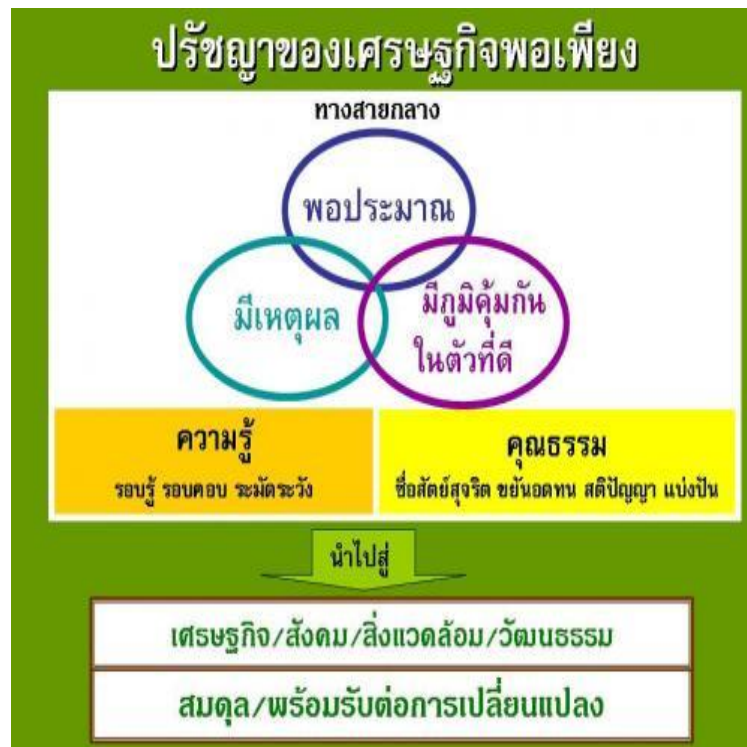 ปรัชญาของเศรษฐกิจพอเพียง
ทางสายกลาง
พอประมาณ
มีเหตุผล
มีภูมิคุ้มกัน
ในตัวที่ดี
ความรู้
รอบรู้ รอบคอบ ระมัดระวัง
คุณธรรม
ซื่อสัตย์สุจริต ขยันอดทน สติปัญญา แบ่งปัน
นำไปสู่
เศรษฐกิจ/สังคม/สิ่งแวดล้อม/วัฒนธรรม
สมดุล/พร้อมรับต่อการเปลี่ยนแปลง